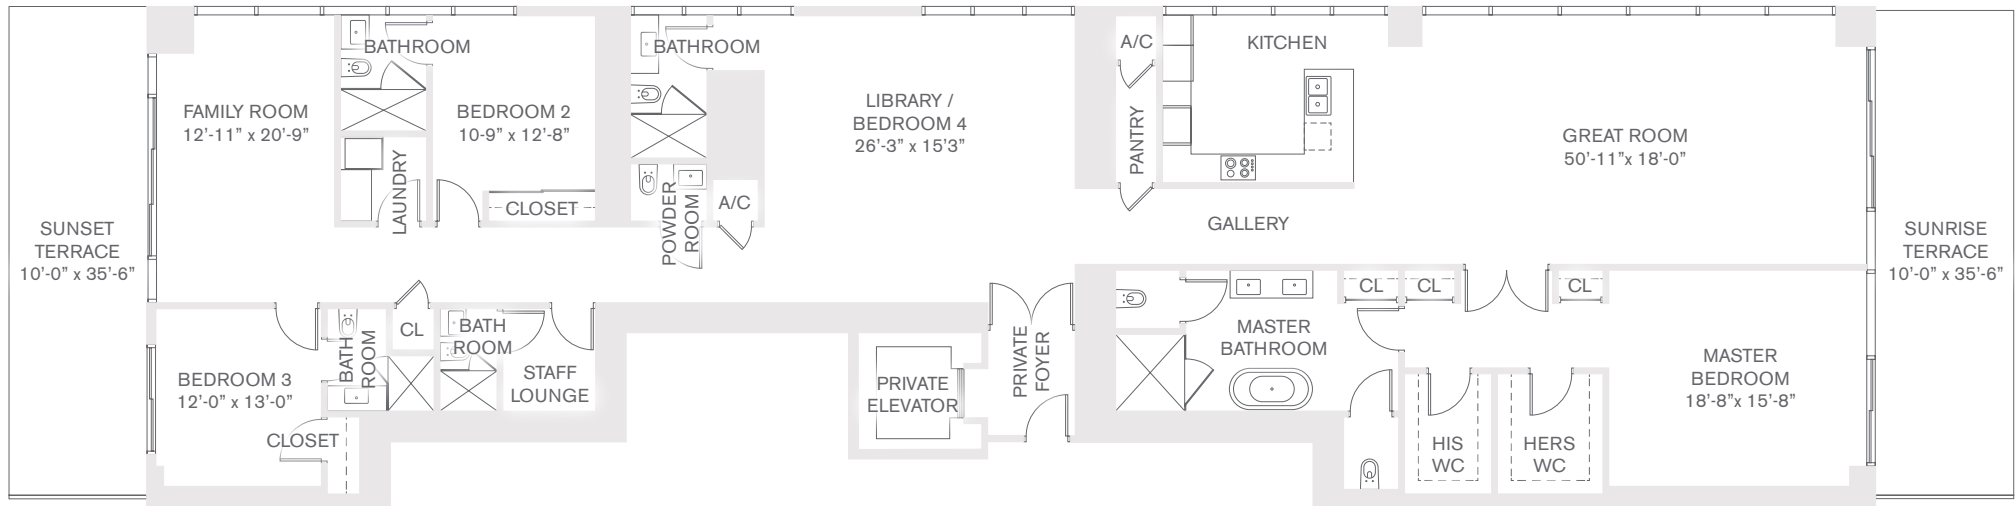 SUNSET
TERRACE
10'-0” x 35'-6”
FAMILY ROOM
12'-11” x 20'-9”
BATHROOM
LAUNDRY
BEDROOM 2
10-9” x 12'-8”
CLOSET
BATHROOM
POWDER
ROOM
A/C
LIBRARY /
BEDROOM 4
26'-3” x 15'3”
A/C
PANTRY
KITCHEN
GALLERY
GREAT ROOM
50'-11”x 18'-0”
SUNRISE
TERRACE
10'-0” x 35'-6”
BEDROOM 3
12'-0” x 13'-0”
CLOSET
BATH
ROOM
CL
BATH
ROOM
STAFF
LOUNGE
PRIVATE
ELEVATOR
PRIVATE
FOYER
MASTER
BATHROOM
CL
CL
CL
HIS
WC
HERS
WC
MASTER
BEDROOM
18'-8”x 15'-8”